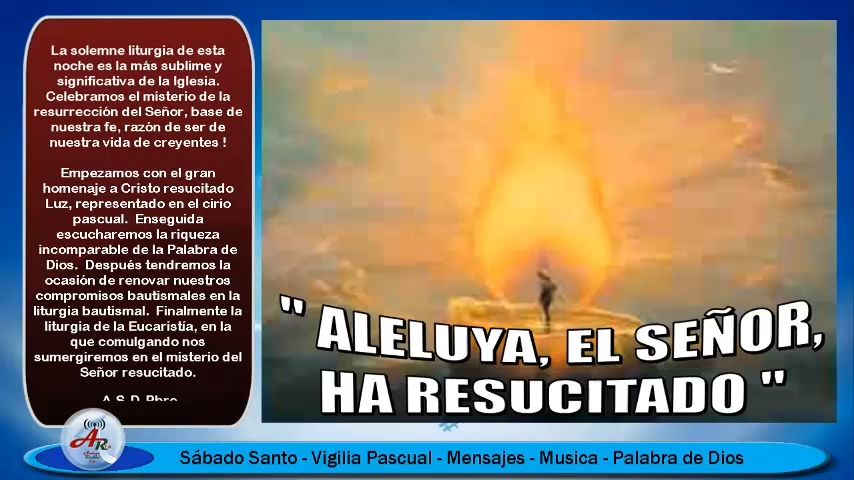 La solemne liturgia de esta
noche es la más sublime y
significativa de la Iglesia.
Celebramos el misterio de la
resurrección del Señor, base de
nuestra fe, razón de ser de
nuestra vida de creyentes !
Empezamos con el gran
homenaje a Cristo resucitado
Luz, representado en el cirio
pascual. Enseguida
escucharemos la riqueza
incomparable de la Palabra de
Dios. Después tendremos la
ocasión de renovar nuestros
compromisos bautismales en la
liturgia bautismal. Finalmente la
liturgia de la Eucaristía, en la
que comulgando nos
sumergiremos en el misterio del
Señor resucitado.
A.S.D. Pbro.
" ALELUYA, EL SEÑOR,
HA RESUCITADO "
Sábado Santo - Vigilia Pascual - Mensajes - Musica - Palabra de Dios